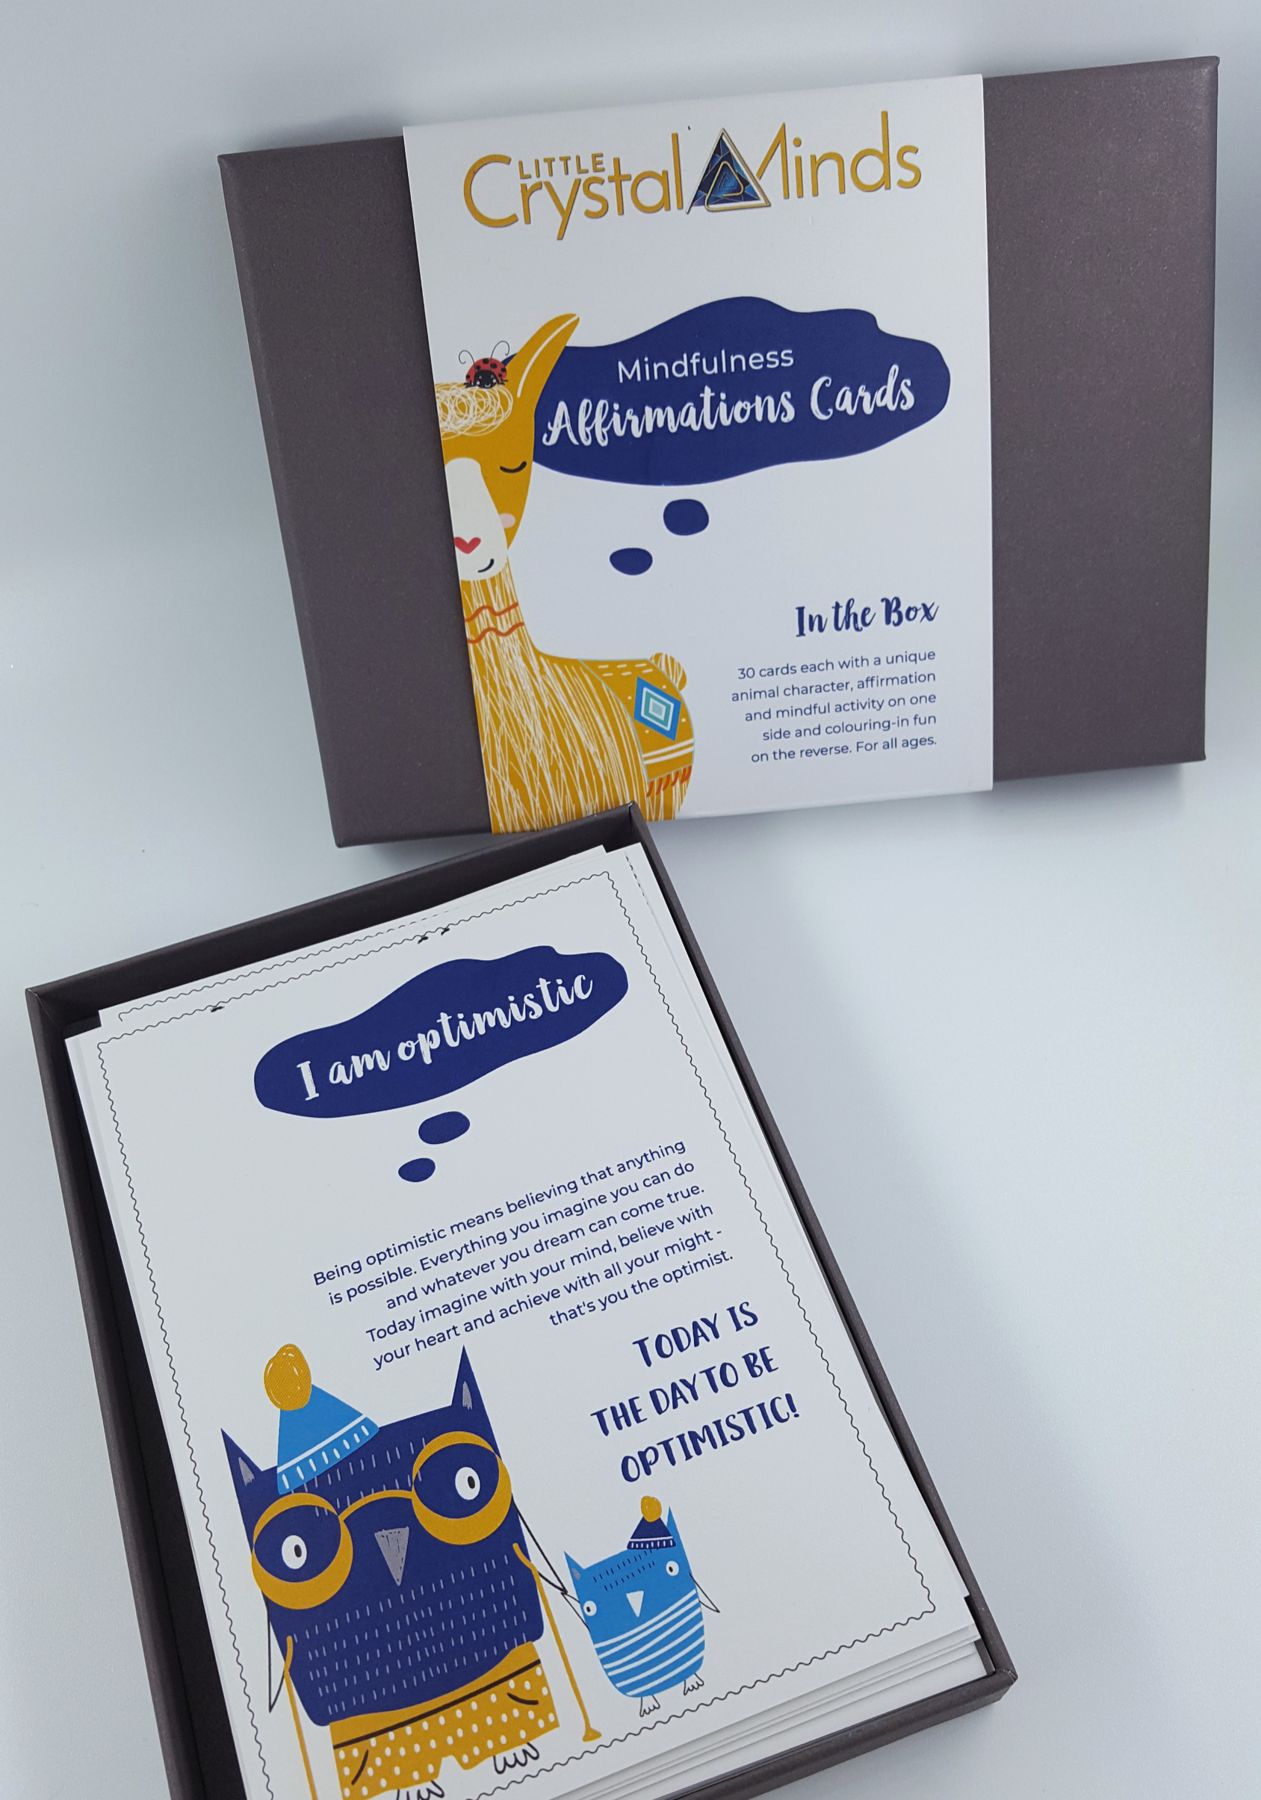 LITTLE
Crystal Minds
Mindfulness
Affirmations Cards
In the Box
30 cards each with a unique
animal character, affirmation
and mindful activity on one
side and colouring-in fun
on the reverse. For all ages.
I am optimistic
Being optimistic means believing that anything
is possible. Everything you imagine you can do
and whatever you dream can come true.
Today imagine with your mind, believe with
your heart and achieve with all your might -
that's you the optimist.
TODAY IS
THE DAY TO BE
OPTIMISTIC!